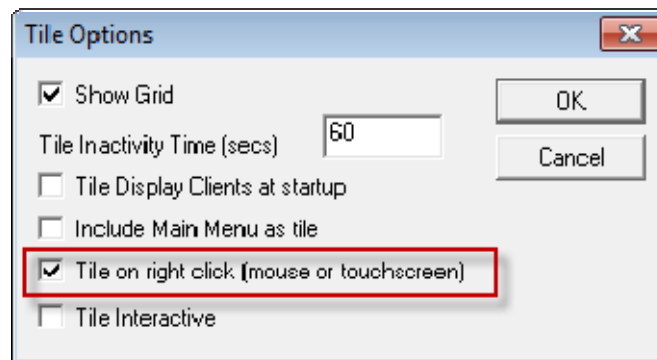 Tile Options
Show Grid
OK
Tile Inactivity Time (secs) 60
Cancel
Tile Display Clients at startup
Include Main Menu as tile
Tile on right click (mouse or touchscreen)
Tile Interactive